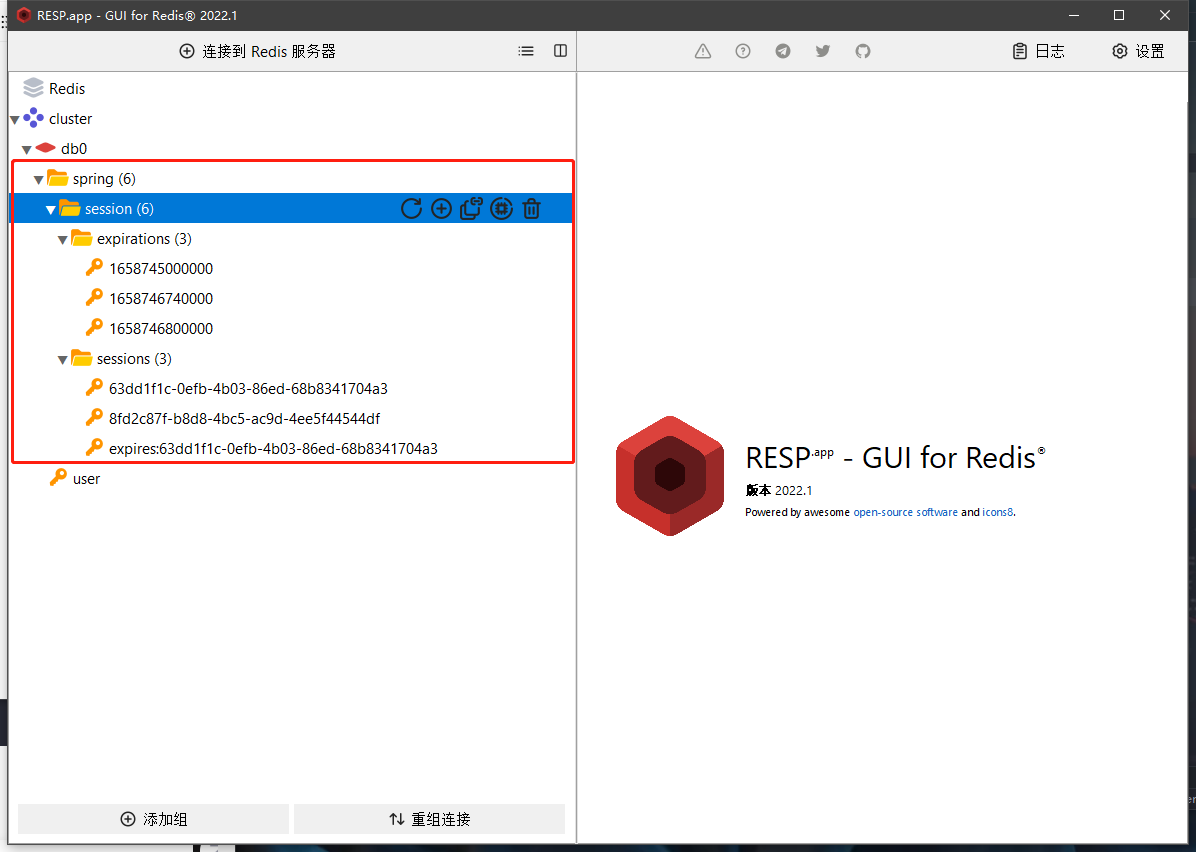 RESP.app - GUI for Redis® 2022.1
连接到 Redis 服务器
日志
设置
Redis
cluster
db0
spring (6)
session (6)
expirations (3)
1658745000000
1658746740000
1658746800000
sessions (3)
63dd1f1c-0efb-4b03-86ed-68b8341704a3
8fd2c87f-b8d8-4bc5-ac9d-4ee5f44544df
expires:63dd1f1c-0efb-4b03-86ed-68b8341704a3
user
RESP.app - GUI for Redis®
版本 2022.1
Powered by awesome open-source software and icons8.
添加组
重组连接